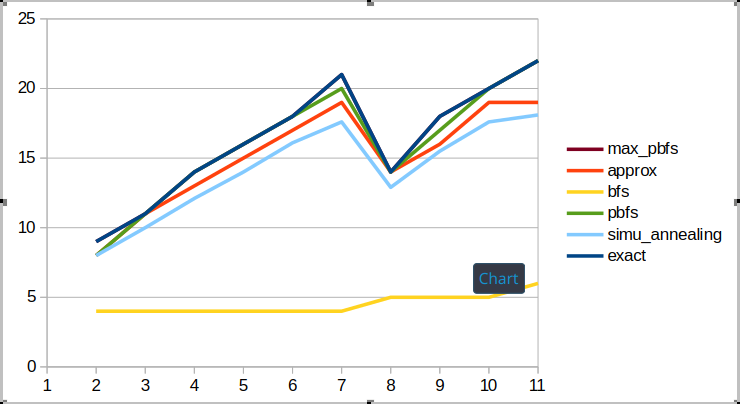 25
20
15
10
5
0
1 2 3 4 5 6 7 8 9 10 11
max_pbfs
approx
bfs
pbfs
simu_annealing
exact
Chart